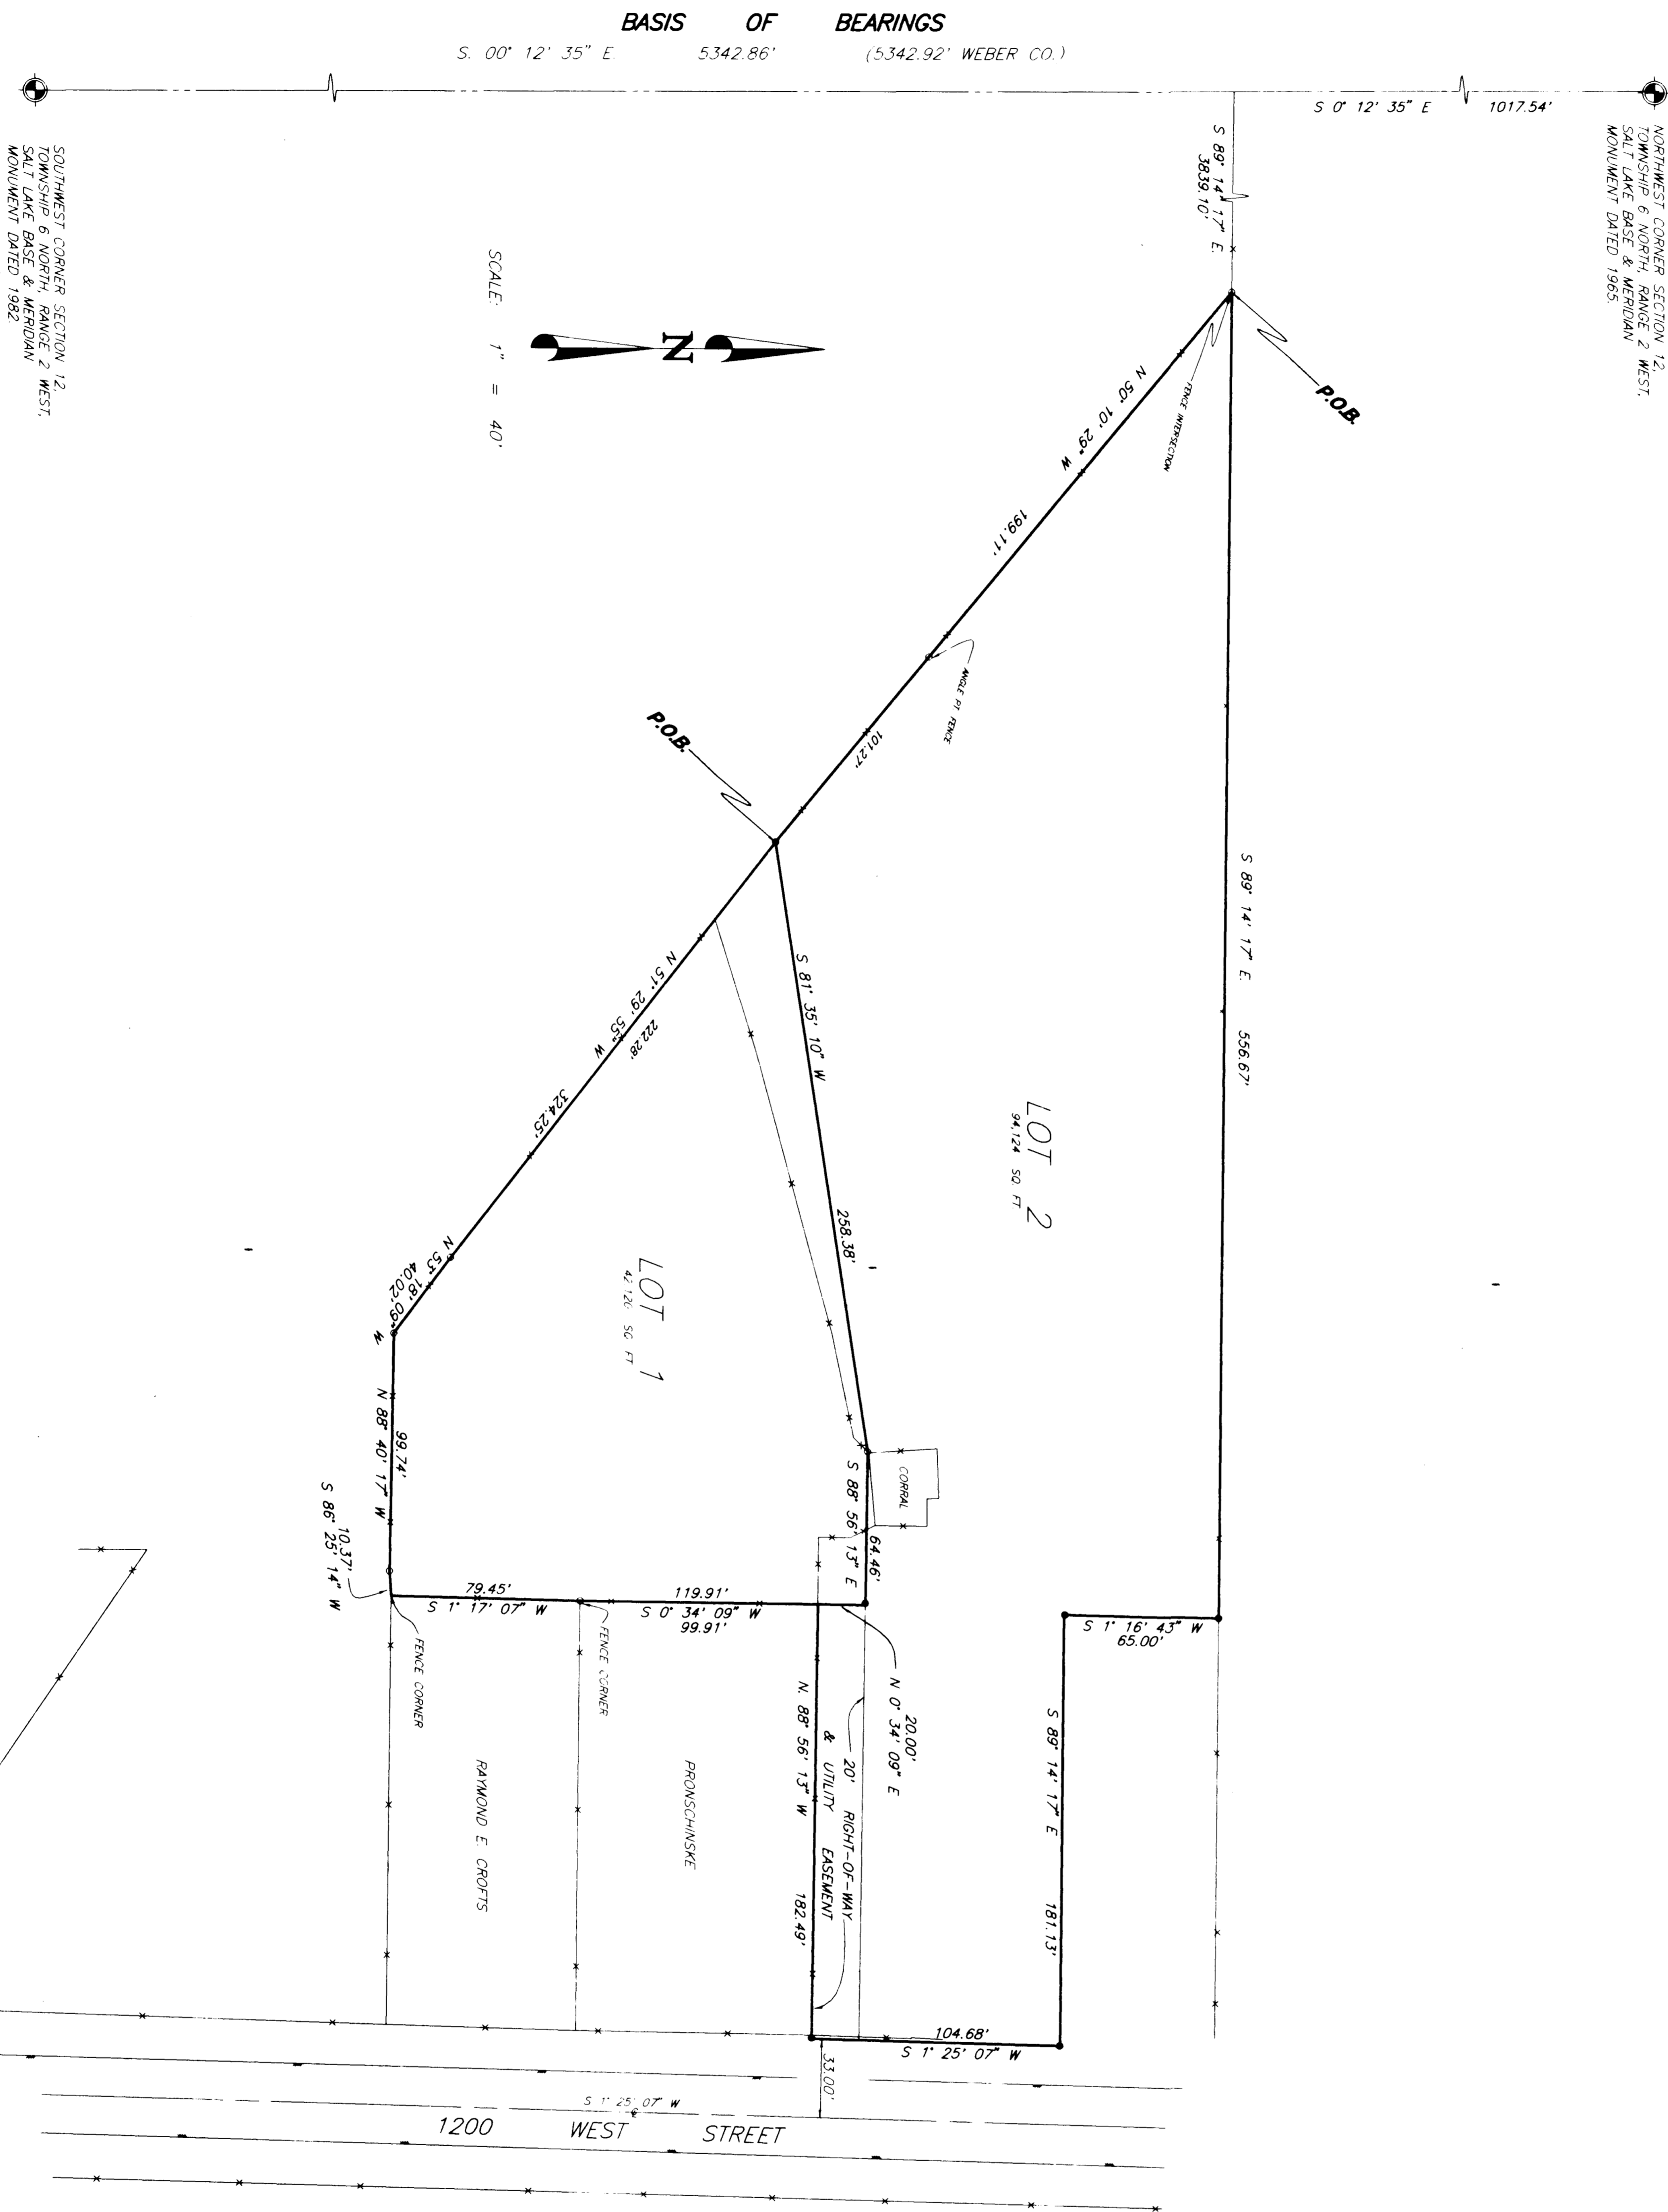 BASIS OF BEARINGS
S. 00° 12' 35" E. 5342.86' (5342.92' WEBER CO.)
S 0° 12' 35" E 1017.54'
NORTHWEST CORNER SECTION 12,
TOWNSHIP 6 NORTH, RANGE 2 WEST,
SALT LAKE BASE & MERIDIAN
MONUMENT DATED 1965.
SOUTHWEST CORNER SECTION 12,
TOWNSHIP 6 NORTH, RANGE 2 WEST,
SALT LAKE BASE & MERIDIAN
MONUMENT DATED 1982.
S 89° 14' 17" E.
3839.10'
SCALE: 1" = 40'
N
P.O.B.
FENCE INTERSECTION
N 50° 10' 29" W
199.11'
ANGLE PT. FENCE
101.27'
P.O.B.
S 89° 14' 17" E. 556.67'
S 81° 35' 10" W
258.38'
N 51° 29' 55" W
222.28'
324.25'
LOT 2
94,124 SQ. FT
LOT 1
SQ FT
N 53° 18' 09" W
40.02'
N 88° 40' 17" W
99.74'
10.37'
S 86° 25' 14" W
CORRAL
S 88° 56' 13" E
64.46'
79.45'
S 1° 17' 07" W
119.91'
S 0° 34' 09" W
99.91'
S 1° 16' 43" W
65.00'
FENCE CORNER
FENCE CORNER
20.00'
N 0° 34' 09" E
20' RIGHT-OF-WAY
& UTILITY EASEMENT
N. 88° 56' 13" W 182.49'
S 89° 14' 17" E 181.13'
RAYMOND E. CROFTS
PRONSCHINSKE
104.68'
S 1° 25' 07" W
33.00'
S 1° 25' 07" W
1200 WEST STREET